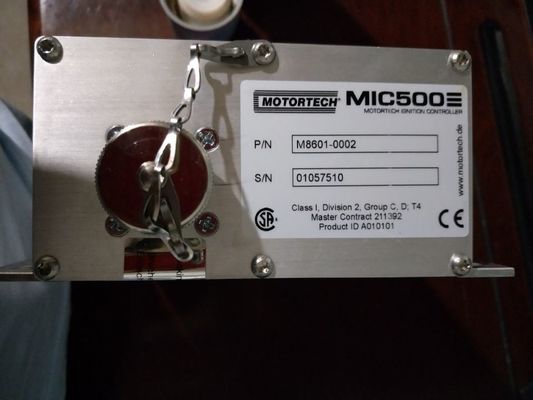 MOTORTECH® MIC500
MOTORTECH IGNITION CONTROLLER
P/N M8601-0002
S/N 01057510
www.motortech.de
Class I, Division 2, Group C, D; T4
Master Contract 211392
Product ID A010101
CE